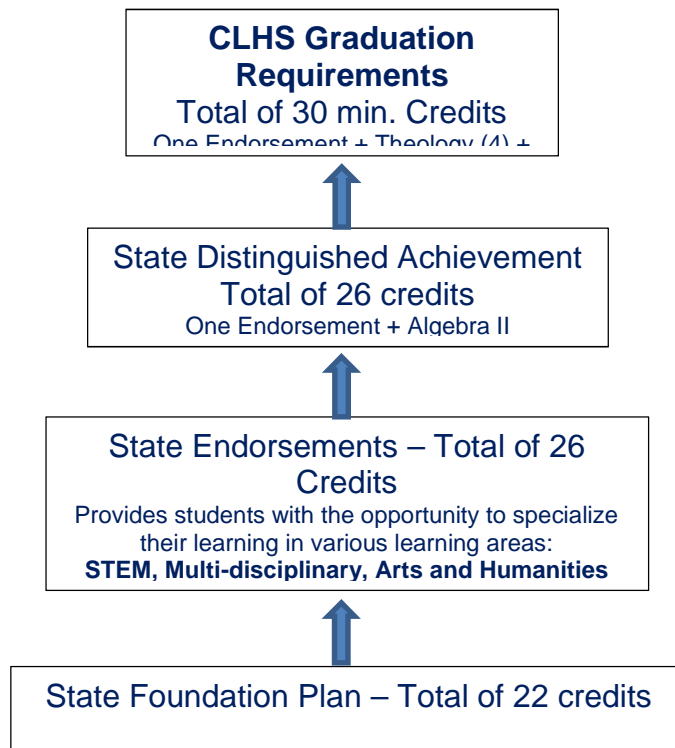 CLHS Graduation
Requirements
Total of 30 min. Credits
One Endorsement + Theology (4) +
State Distinguished Achievement
Total of 26 credits
One Endorsement + Algebra II
State Endorsements – Total of 26
Credits
Provides students with the opportunity to specialize
their learning in various learning areas:
STEM, Multi-disciplinary, Arts and Humanities
State Foundation Plan – Total of 22 credits